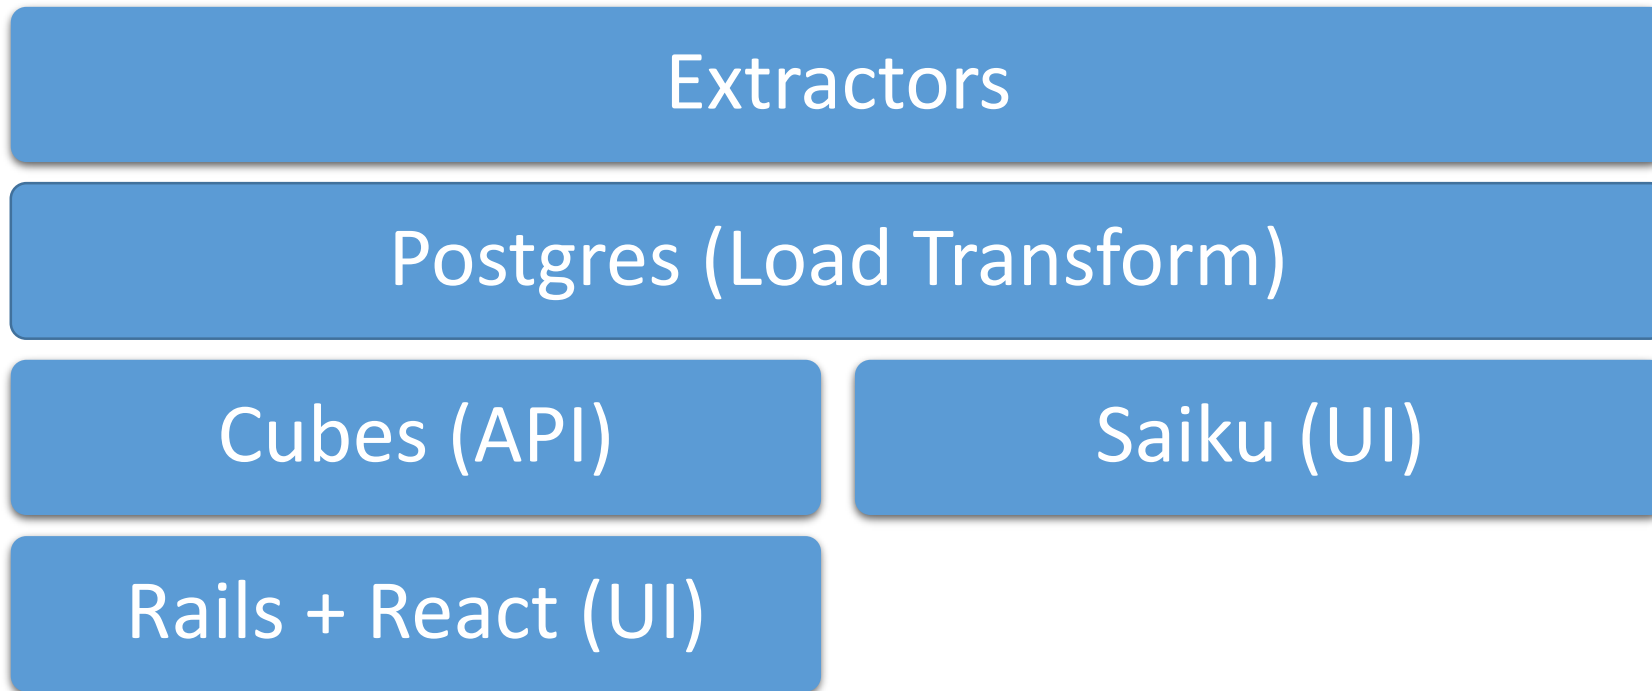 Extractors
Postgres (Load Transform)
Cubes (API)
Saiku (UI)
Rails + React (UI)